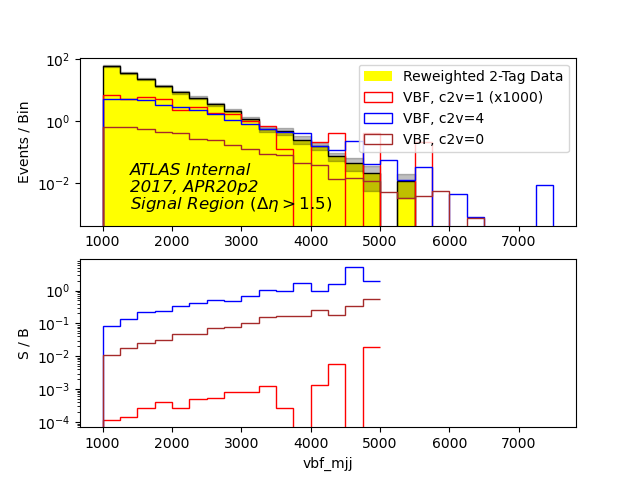 10²
10⁰
10⁻²
Events / Bin
Reweighted 2-Tag Data
VBF, c2v=1 (x1000)
VBF, c2v=4
VBF, c2v=0
ATLAS Internal
2017, APR20p2
Signal Region (Δη > 1.5)
1000 2000 3000 4000 5000 6000 7000
10⁰
10⁻¹
10⁻²
10⁻³
10⁻⁴
S / B
1000 2000 3000 4000 5000 6000 7000
vbf_mjj